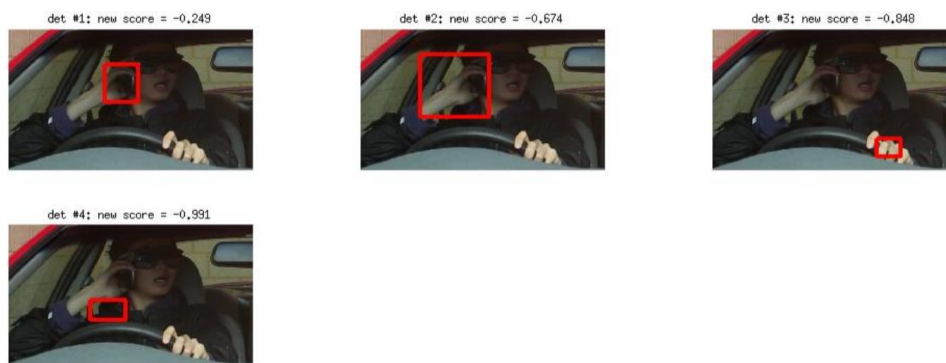 det #1: new score = -0.249
det #2: new score = -0.674
det #3: new score = -0.848
det #4: new score = -0.991